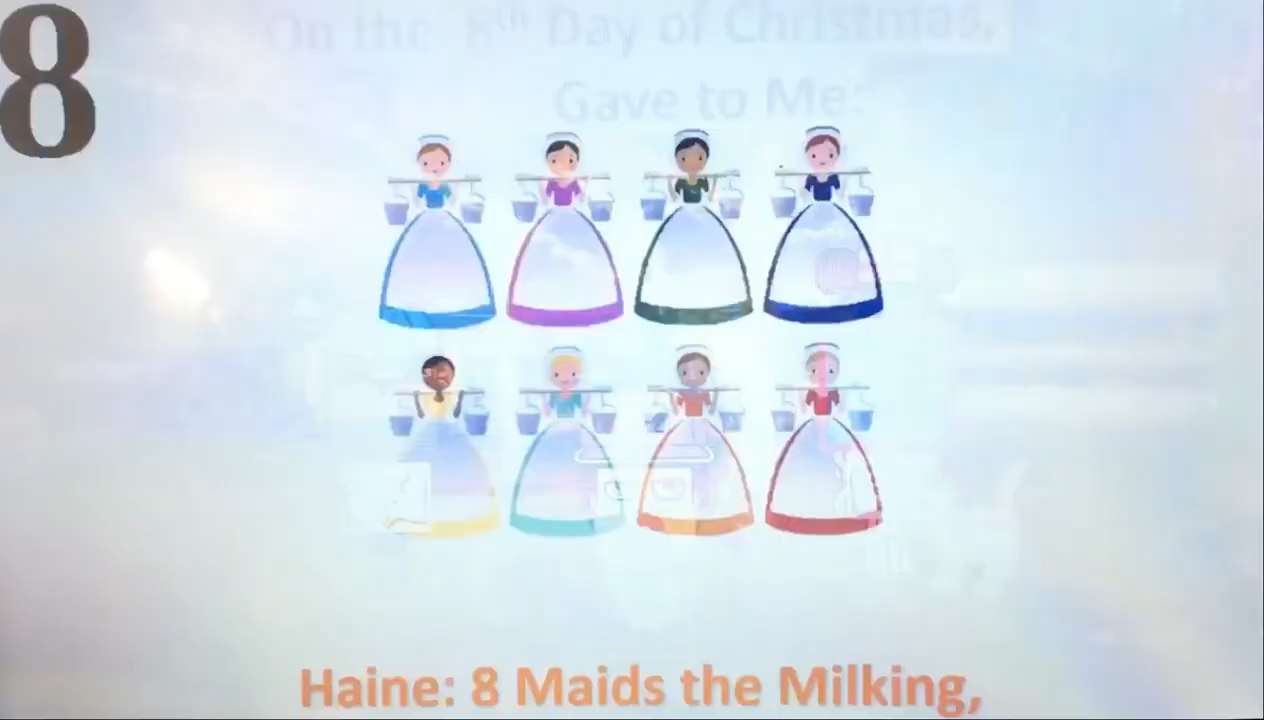 8
On the 8th Day of Christmas,
Gave to Me:
Haine: 8 Maids the Milking,